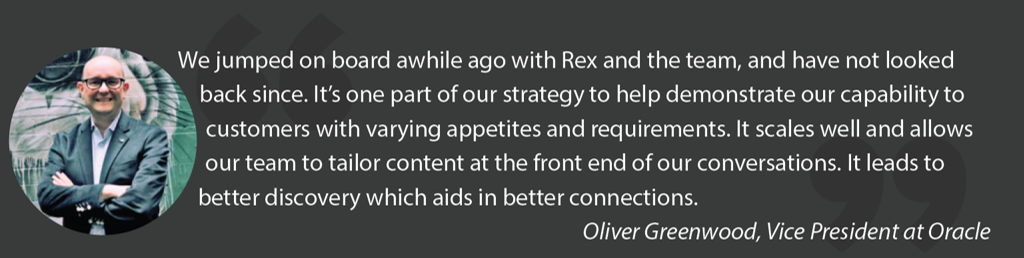 We jumped on board awhile ago with Rex and the team, and have not looked
back since. It’s one part of our strategy to help demonstrate our capability to
customers with varying appetites and requirements. It scales well and allows
our team to tailor content at the front end of our conversations. It leads to
better discovery which aids in better connections.
Oliver Greenwood, Vice President at Oracle